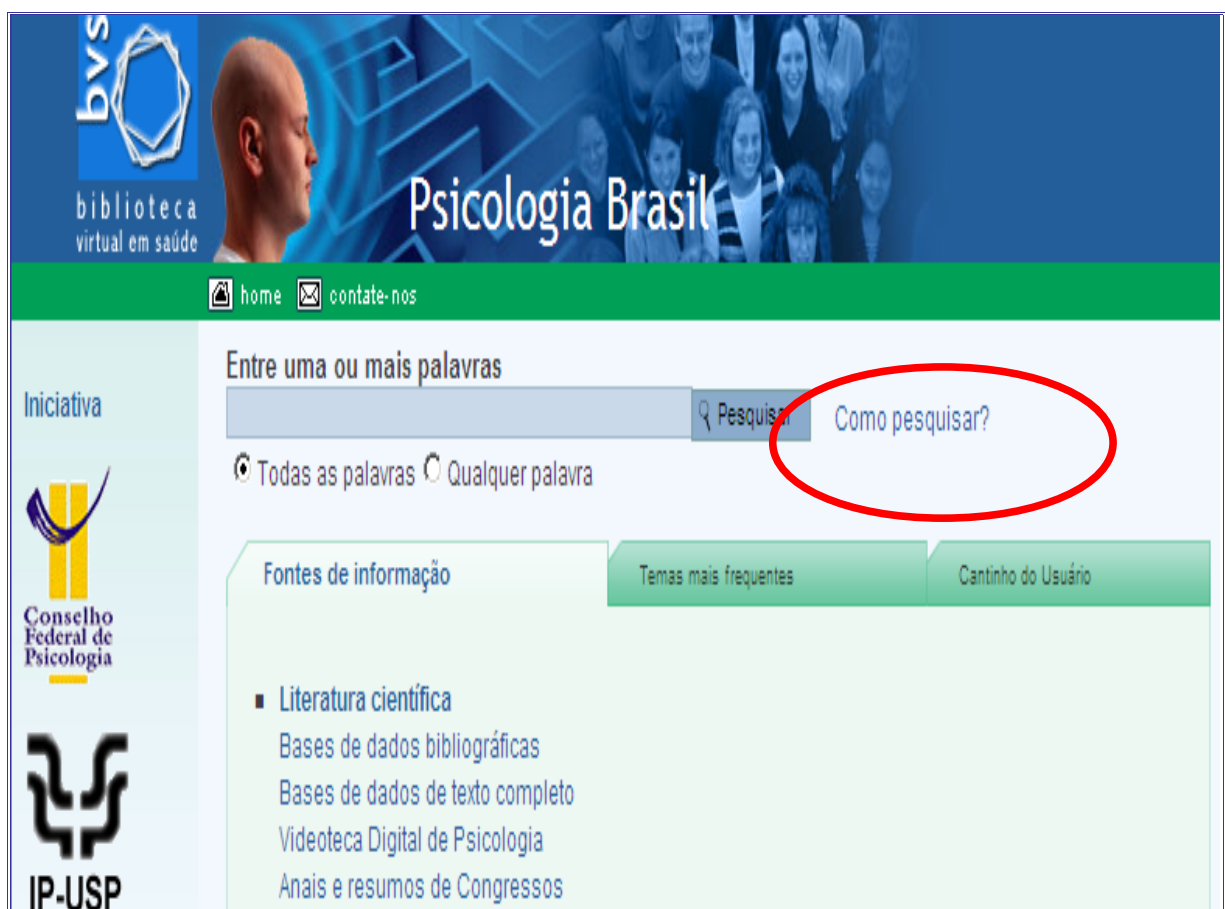 bvs
biblioteca
virtual em saúde
Psicologia Brasil
home contate-nos
Iniciativa
Conselho
Federal de
Psicologia
IP-USP
Entre uma ou mais palavras
Pesquisar Como pesquisar?
Todas as palavras Qualquer palavra
Fontes de informação Temas mais frequentes Cantinho do Usuário
Literatura científica
Bases de dados bibliográficas
Bases de dados de texto completo
Videoteca Digital de Psicologia
Anais e resumos de Congressos